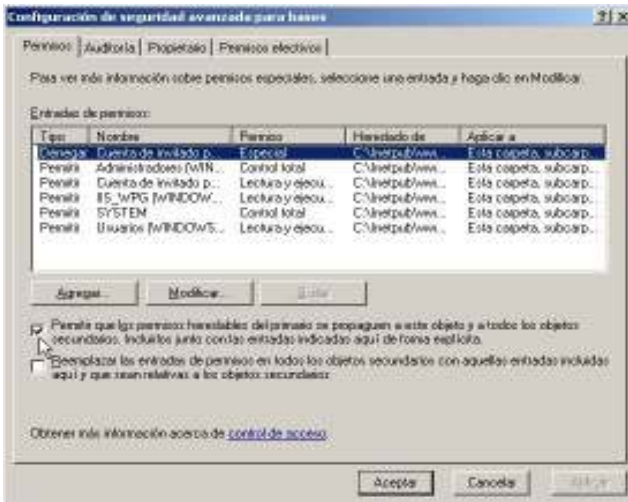 Configuración de seguridad avanzada para bases
Permisos Auditoría Propietario Permisos efectivos
Para ver más información sobre permisos especiales, seleccione una entrada y haga clic en Modificar.
Entradas de permisos:
Tipo Nombre Permiso Heredado de Aplicar a
Denegar Cuenta de invitado p... Especial C:\Inetpub\www... Esta carpeta, subcarp...
Permitir Administradores (WIN... Control total C:\Inetpub\www... Esta carpeta, subcarp...
Permitir Cuenta de invitado p... Lectura y ejecu... C:\Inetpub\www... Esta carpeta, subcarp...
Permitir IIS_WPG (WINDOW... Lectura y ejecu... C:\Inetpub\www... Esta carpeta, subcarp...
Permitir SYSTEM Control total C:\Inetpub\www... Esta carpeta, subcarp...
Permitir Usuarios (WINDOWS... Lectura y ejecu... C:\Inetpub\www... Esta carpeta, subcarp...
Agregar... Modificar... Quitar
Permitir que los permisos heredables del primario se propaguen a este objeto y a todos los objetos
secundarios. Incluirlos junto con las entradas indicadas aquí de forma explícita.
Reemplazar las entradas de permisos en todos los objetos secundarios con aquellas entradas incluidas
aquí y que sean relativas a los objetos secundarios
Obtener más información acerca de control de acceso.
Aceptar Cancelar Aplicar